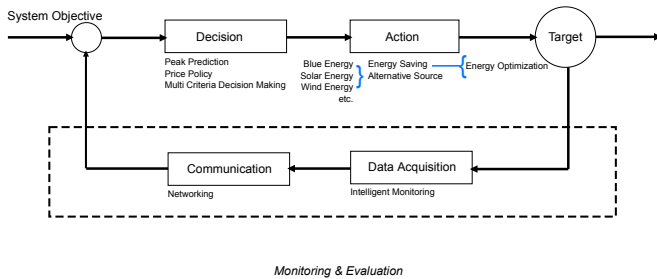 System Objective
Decision
Action
Target
Peak Prediction
Price Policy
Multi Criteria Decision Making
Blue Energy
Solar Energy
Wind Energy
etc.
Energy Saving
Alternative Source
Energy Optimization
Communication
Data Acquisition
Networking
Intelligent Monitoring
Monitoring & Evaluation